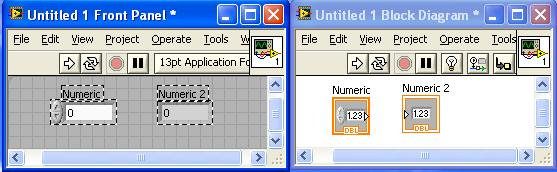 Untitled 1 Front Panel *
File Edit View Project Operate Tools
13pt Application Fo
1
Numeric
0
Numeric 2
0
Untitled 1 Block Diagram *
File Edit View Project Operate
1
Numeric
1.23
DBL
Numeric 2
1.23
DBL